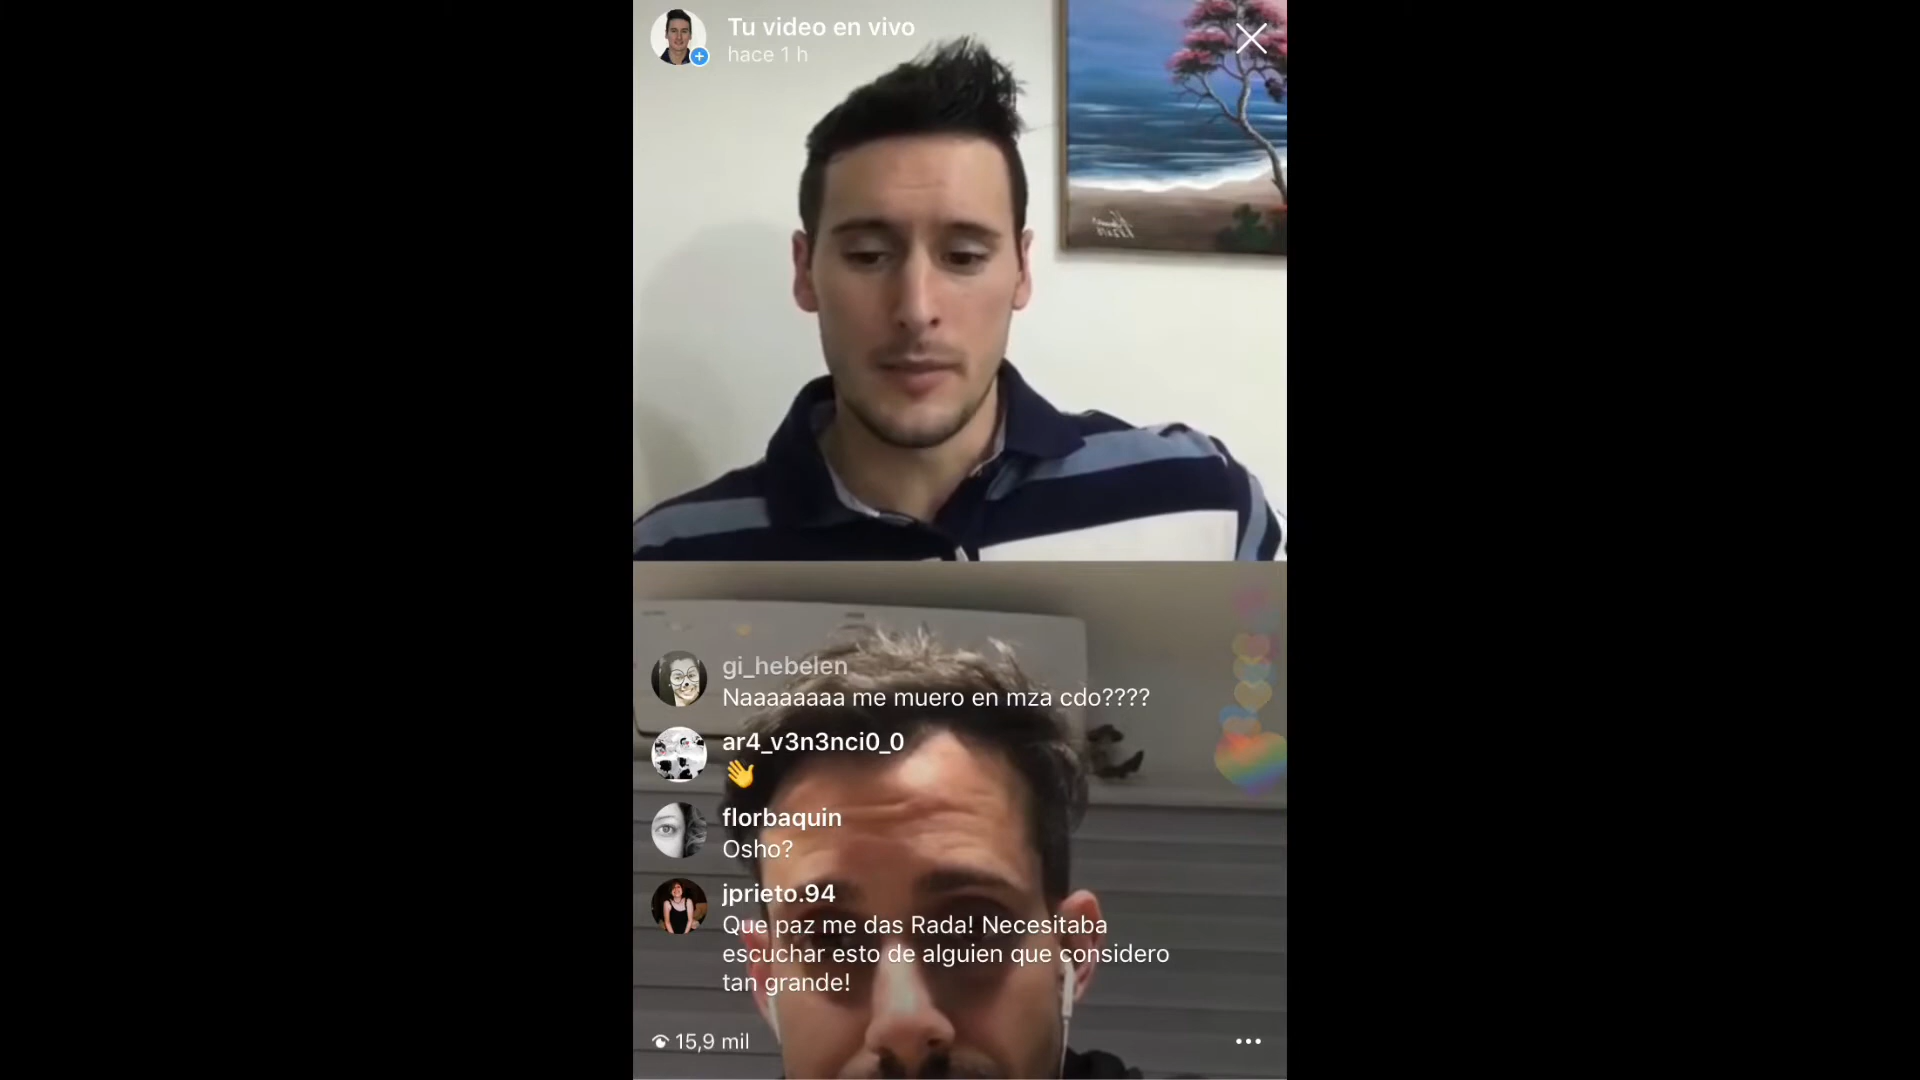 Tu video en vivo
hace 1 h
gi_hebelen
Naaaaaaaa me muero en mza cdo????
ar4_v3n3nci0_0
👋
florbaquin
Osho?
jprieto.94
Que paz me das Rada! Necesitaba
escuchar esto de alguien que considero
tan grande!
15,9 mil